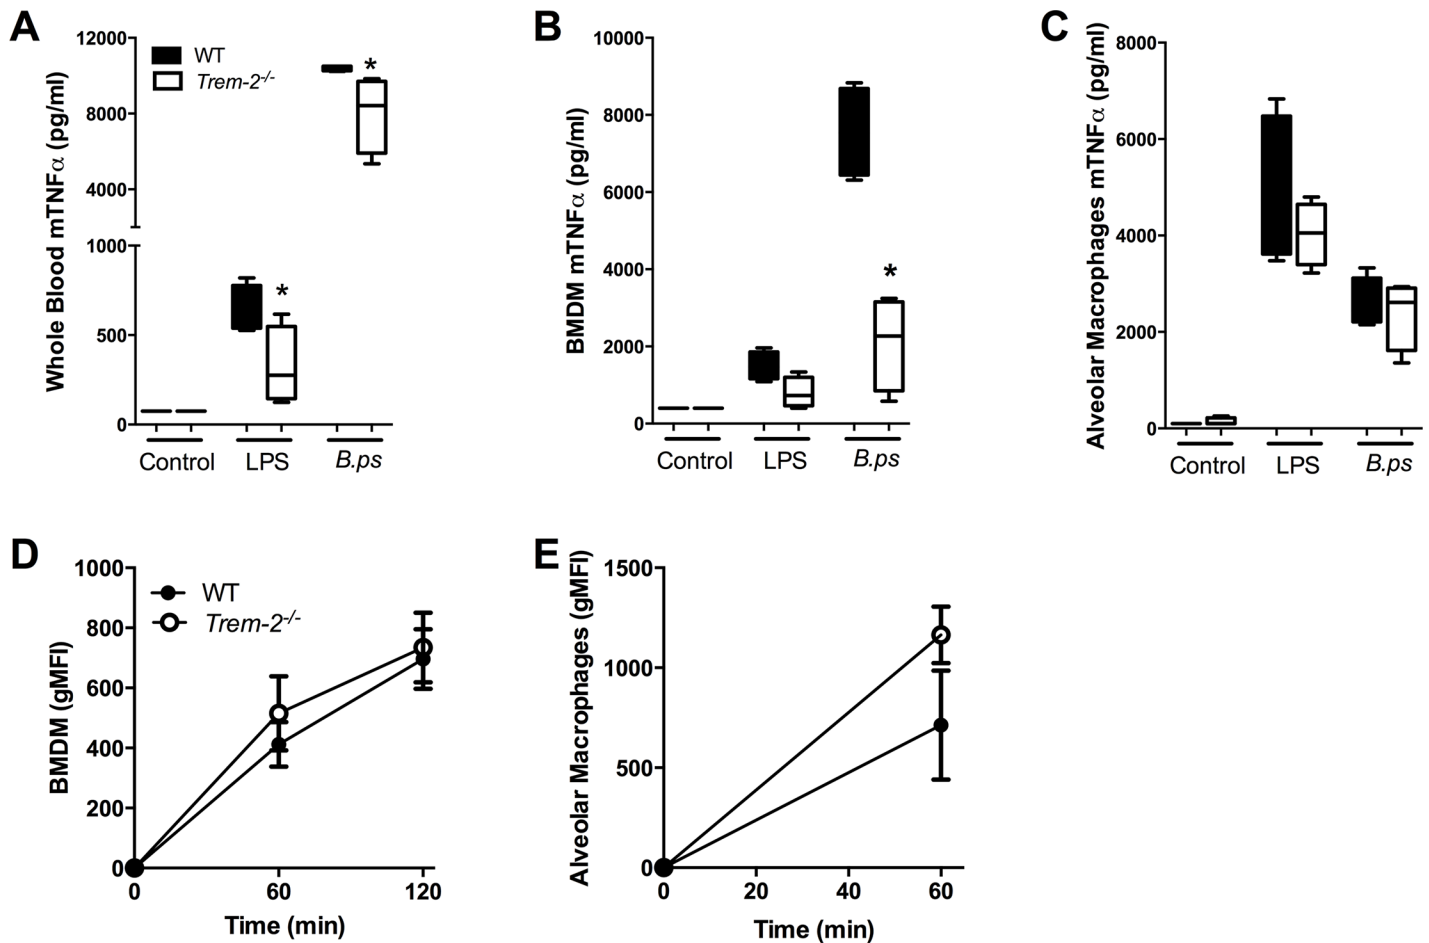 A
Whole Blood mTNFα (pg/ml)
12000
8000
4000
1000
500
0
WT
Trem-2-/-
*
*
Control
LPS
B.ps
B
BMDM mTNFα (pg/ml)
10000
8000
6000
4000
2000
0
*
Control
LPS
B.ps
C
Alveolar Macrophages mTNFα (pg/ml)
8000
6000
4000
2000
0
Control
LPS
B.ps
D
BMDM (gMFI)
1000
800
600
400
200
0
WT
Trem-2-/-
0
60
120
Time (min)
E
Alveolar Macrophages (gMFI)
1500
1000
500
0
0
20
40
60
Time (min)